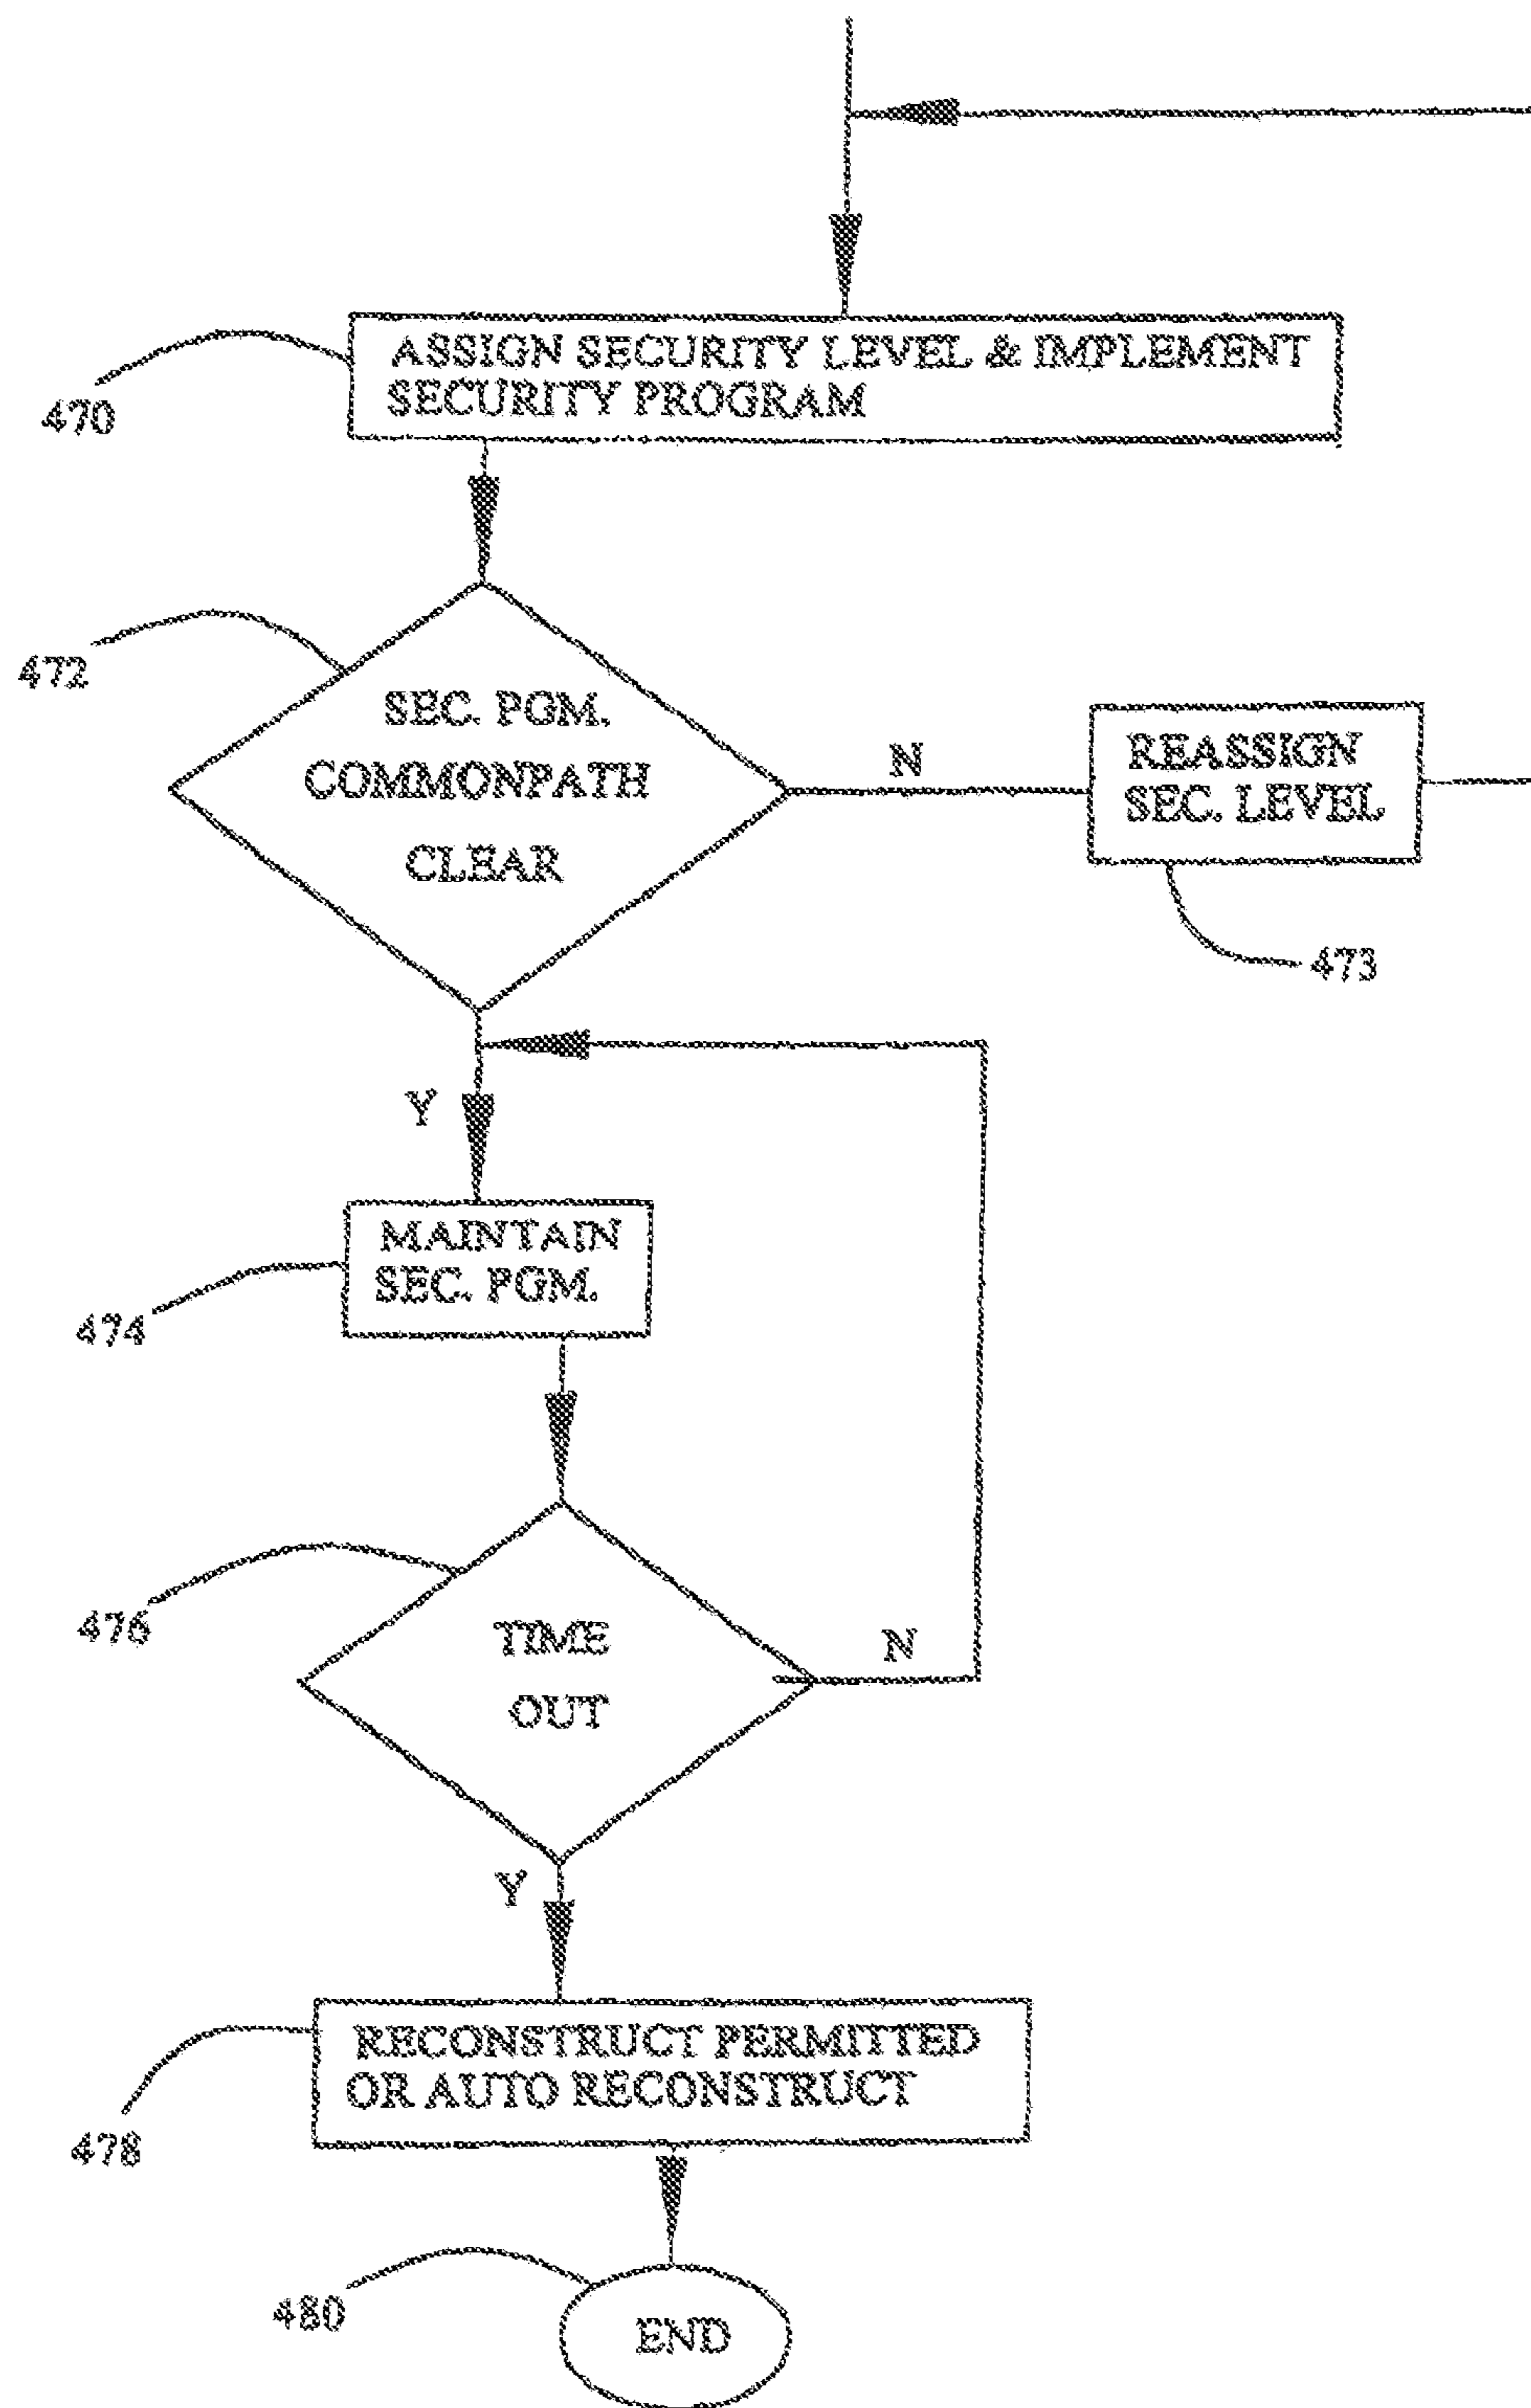 470
ASSIGN SECURITY LEVEL & IMPLEMENT
SECURITY PROGRAM
472
SEC. PGM.
COMMONPATH
CLEAR
N
REASSIGN
SEC. LEVEL
473
Y
MAINTAIN
SEC. PGM.
474
476
TIME
OUT
N
Y
RECONSTRUCT PERMITTED
OR AUTO RECONSTRUCT
478
480
END